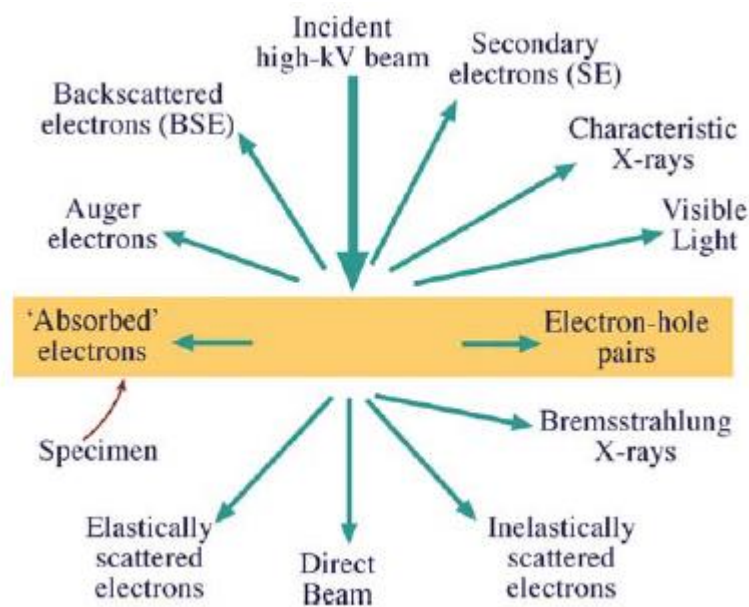 Incident
high-kV beam
Secondary
electrons (SE)
Backscattered
electrons (BSE)
Characteristic
X-rays
Auger
electrons
Visible
Light
'Absorbed'
electrons
Electron-hole
pairs
Specimen
Bremsstrahlung
X-rays
Elastically
scattered
electrons
Direct
Beam
Inelastically
scattered
electrons